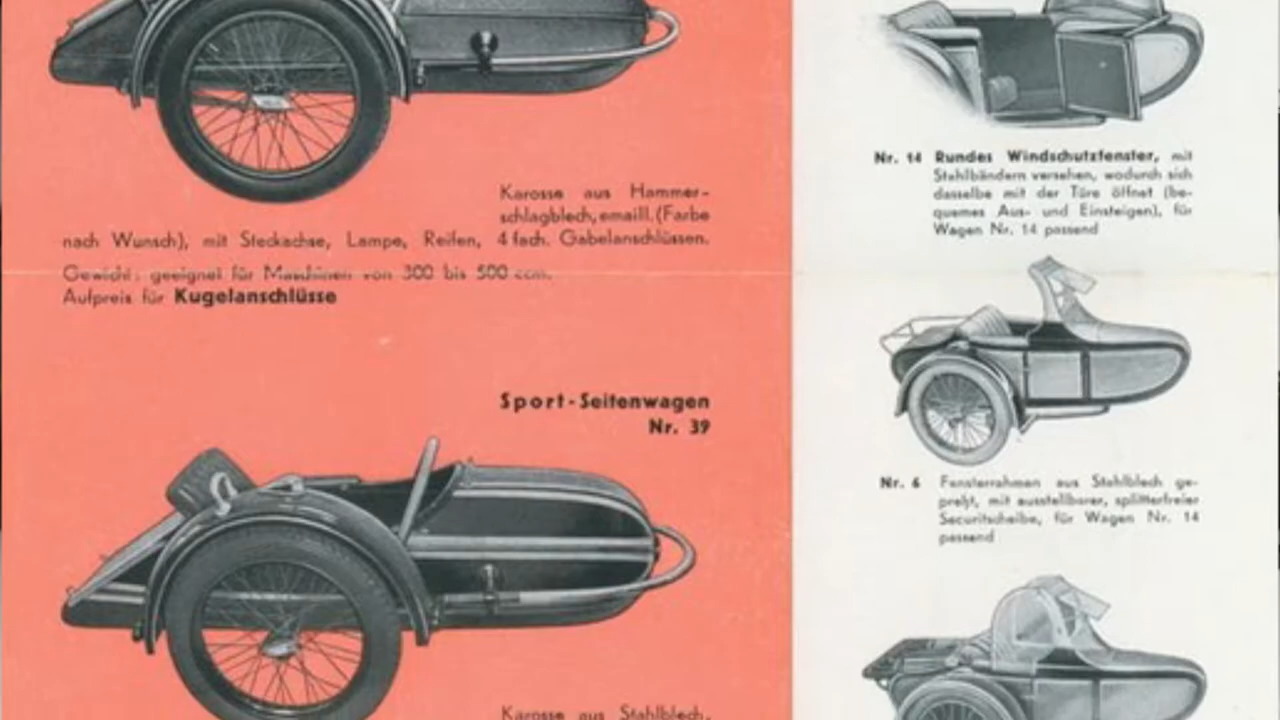 Karosse aus Hammer-
schlagblech, emaill. (Farbe
nach Wunsch), mit Steckachse, Lampe, Reifen, 4 fach. Gabelanschlüssen.
Gewicht: geeignet für Maschinen von 300 bis 500 ccm.
Aufpreis für Kugelanschlüsse
Sport-Seitenwagen
Nr. 39
Karosse aus Stahlblech,
Nr. 14 Rundes Windschutzfenster, mit
Stahlbändern versehen, wodurch sich
dasselbe mit der Türe öffnet (be-
quemes Aus- und Einsteigen), für
Wagen Nr. 14 passend
Nr. 6 Fensterrahmen aus Stahlblech ge-
preßt, mit ausstellbarer, splitterfreier
Securitscheibe, für Wagen Nr. 14
passend